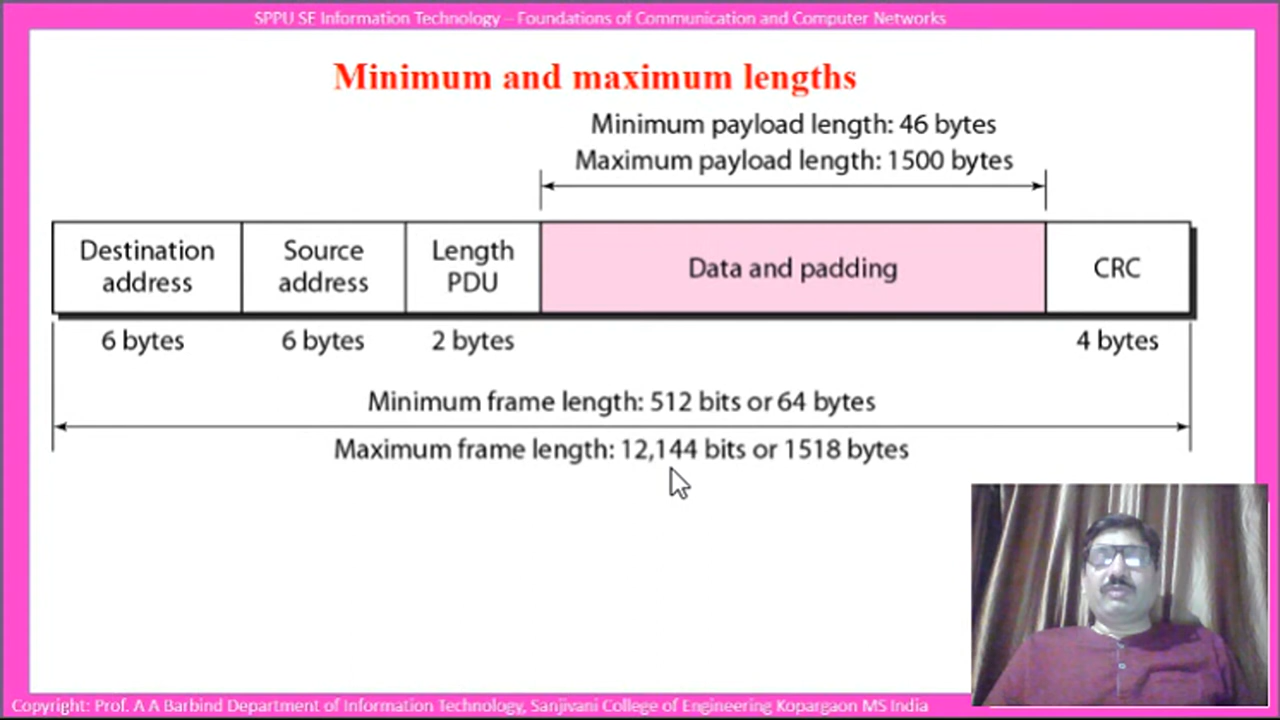 SPPU SE Information Technology – Foundations of Communication and Computer Networks
Minimum and maximum lengths
Minimum payload length: 46 bytes
Maximum payload length: 1500 bytes
Destination
address
Source
address
Length
PDU
Data and padding
CRC
6 bytes
6 bytes
2 bytes
4 bytes
Minimum frame length: 512 bits or 64 bytes
Maximum frame length: 12,144 bits or 1518 bytes
Copyright: Prof. A A Barbind Department of Information Technology, Sanjivani College of Engineering Kopargaon MS India